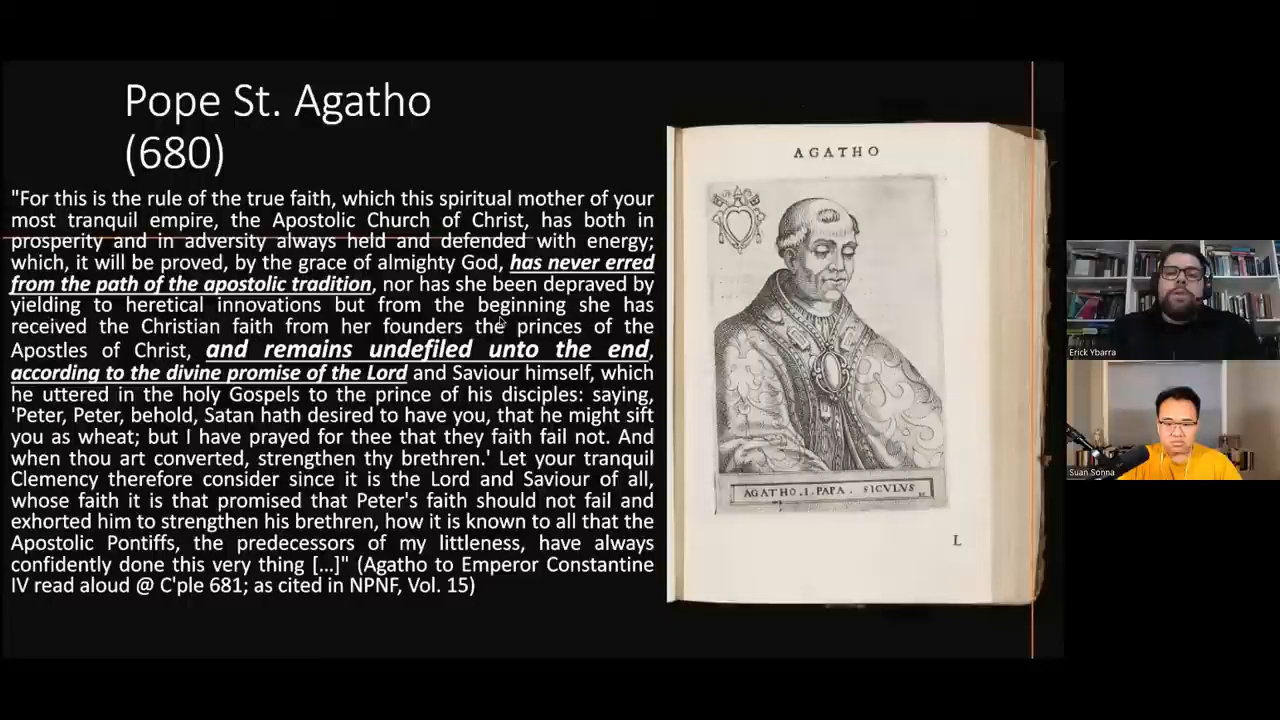 Pope St. Agatho
(680)
"For this is the rule of the true faith, which this spiritual mother of your
most tranquil empire, the Apostolic Church of Christ, has both in
prosperity and in adversity always held and defended with energy;
which, it will be proved, by the grace of almighty God, has never erred
from the path of the apostolic tradition, nor has she been depraved by
yielding to heretical innovations but from the beginning she has
received the Christian faith from her founders the princes of the
Apostles of Christ, and remains undefiled unto the end,
according to the divine promise of the Lord and Saviour himself, which
he uttered in the holy Gospels to the prince of his disciples: saying,
'Peter, Peter, behold, Satan hath desired to have you, that he might sift
you as wheat; but I have prayed for thee that they faith fail not. And
when thou art converted, strengthen thy brethren.' Let your tranquil
Clemency therefore consider since it is the Lord and Saviour of all,
whose faith it is that promised that Peter's faith should not fail and
exhorted him to strengthen his brethren, how it is known to all that the
Apostolic Pontiffs, the predecessors of my littleness, have always
confidently done this very thing [...]" (Agatho to Emperor Constantine
IV read aloud @ C'ple 681; as cited in NPNF, Vol. 15)
AGATHO
AGATHO . I . PAPA . SICVLVS
L
Erick Ybarra
Suan Sonna